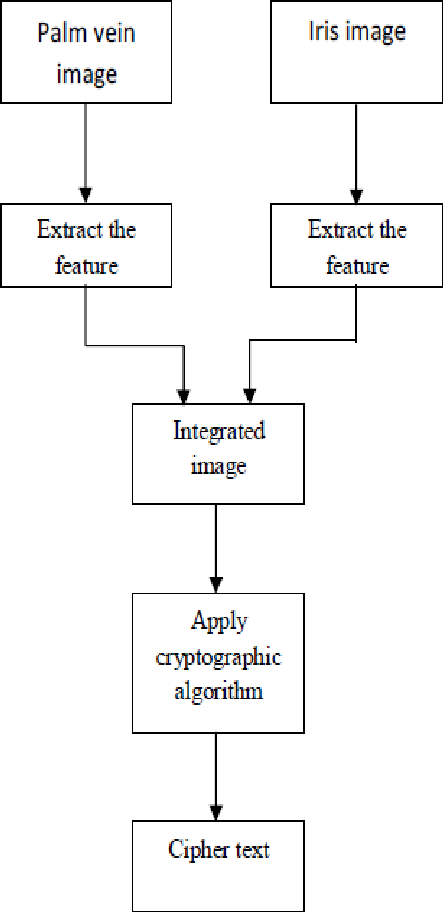 Palm vein
image
Iris image
Extract the
feature
Extract the
feature
Integrated
image
Apply
cryptographic
algorithm
Cipher text